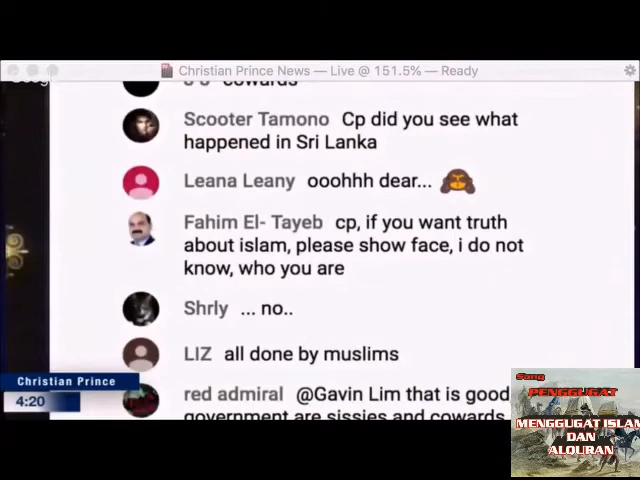 Christian Prince News — Live @ 151.5% — Ready
cowards
Scooter Tamono Cp did you see what
happened in Sri Lanka
Leana Leany ooohhh dear...
Fahim El- Tayeb cp, if you want truth
about islam, please show face, i do not
know, who you are
Shrly ... no..
LIZ all done by muslims
red admiral @Gavin Lim that is good
government are sissies and cowards
Christian Prince
4:20
Sang
PENGGUGAT
MENGGUGAT ISLAM
DAN
ALQURAN